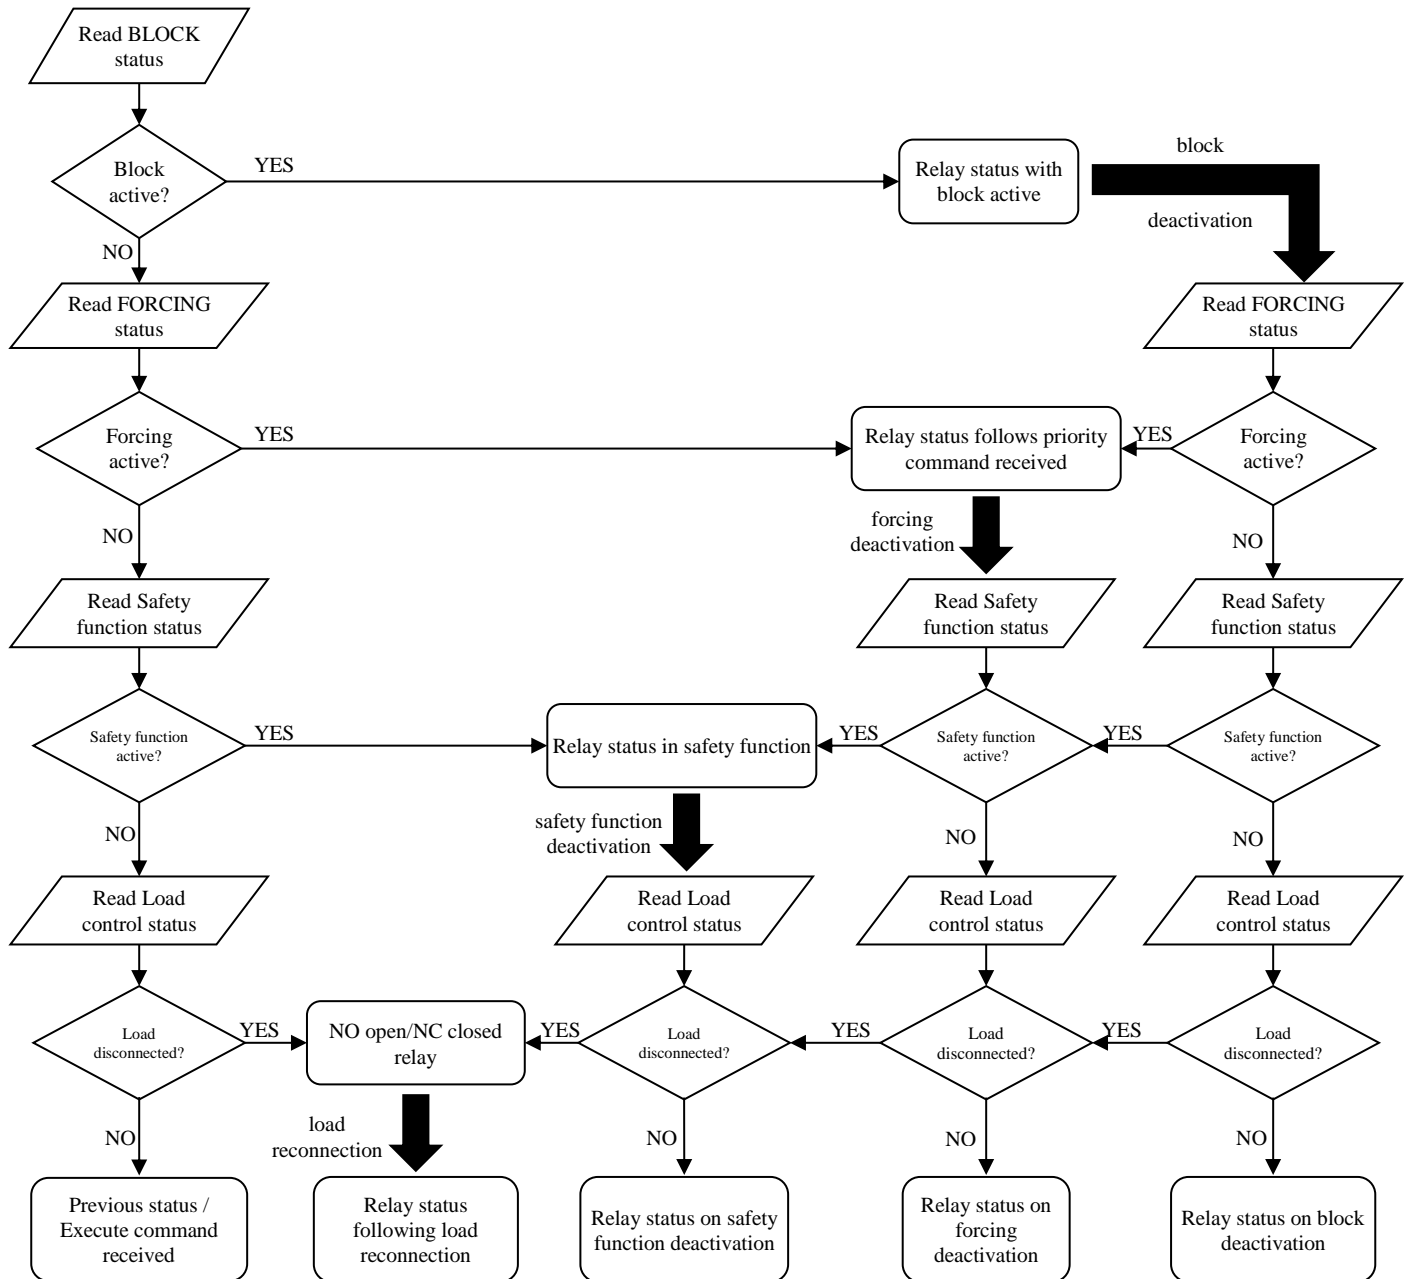 Read BLOCK
status
Block
active?
YES
Relay status with
block active
block
deactivation
NO
Read FORCING
status
Read FORCING
status
Forcing
active?
YES
Relay status follows priority
command received
YES
Forcing
active?
NO
forcing
deactivation
NO
Read Safety
function status
Read Safety
function status
Read Safety
function status
Safety function
active?
YES
Relay status in safety function
YES
Safety function
active?
YES
Safety function
active?
NO
safety function
deactivation
NO
NO
Read Load
control status
Read Load
control status
Read Load
control status
Read Load
control status
Load
disconnected?
YES
NO open/NC closed
relay
YES
Load
disconnected?
YES
Load
disconnected?
YES
Load
disconnected?
NO
load
reconnection
NO
NO
NO
Previous status /
Execute command
received
Relay status
following load
reconnection
Relay status on safety
function deactivation
Relay status on
forcing
deactivation
Relay status on block
deactivation